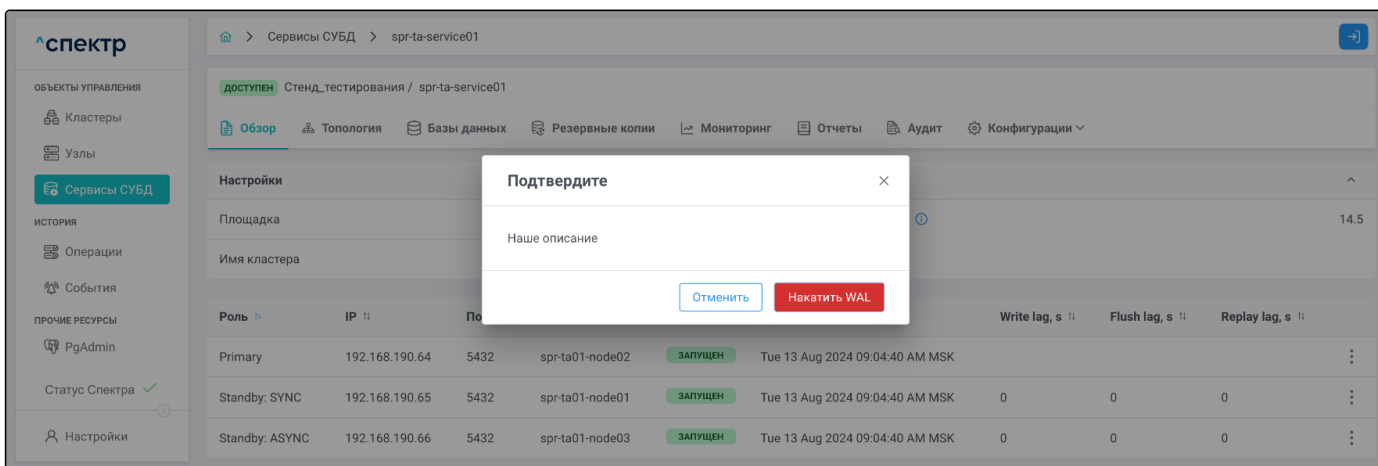 ^спектр
Сервисы СУБД > spr-ta-service01
ОБЪЕКТЫ УПРАВЛЕНИЯ
Кластеры
Узлы
Сервисы СУБД
ИСТОРИЯ
Операции
События
ПРОЧИЕ РЕСУРСЫ
PgAdmin
Статус Спектра
Настройки
ДОСТУПЕН Стенд_тестирования / spr-ta-service01
Обзор Топология Базы данных Резервные копии Мониторинг Отчеты Аудит Конфигурации
Настройки
Площадка 14.5
Имя кластера
Подтвердите
Наше описание
Отменить Накатить WAL
Роль IP Write lag, s Flush lag, s Replay lag, s
Primary 192.168.190.64 5432 spr-ta01-node02 ЗАПУЩЕН Tue 13 Aug 2024 09:04:40 AM MSK
Standby: SYNC 192.168.190.65 5432 spr-ta01-node01 ЗАПУЩЕН Tue 13 Aug 2024 09:04:40 AM MSK 0 0 0
Standby: ASYNC 192.168.190.66 5432 spr-ta01-node03 ЗАПУЩЕН Tue 13 Aug 2024 09:04:40 AM MSK 0 0 0